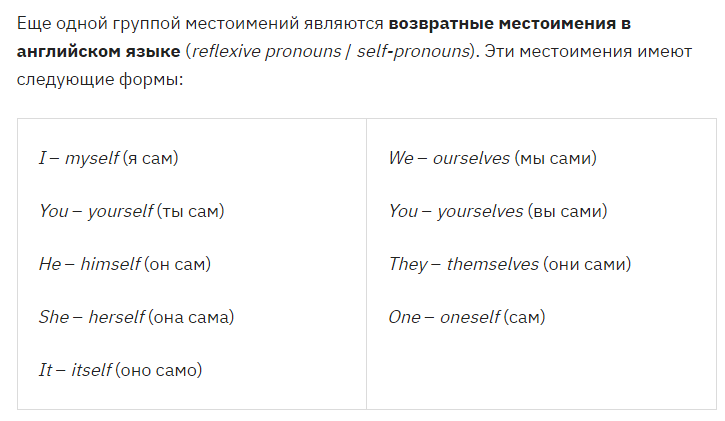 Еще одной группой местоимений являются возвратные местоимения в
английском языке (reflexive pronouns / self-pronouns). Эти местоимения имеют
следующие формы:
I – myself (я сам)
You – yourself (ты сам)
He – himself (он сам)
She – herself (она сама)
It – itself (оно само)
We – ourselves (мы сами)
You – yourselves (вы сами)
They – themselves (они сами)
One – oneself (сам)